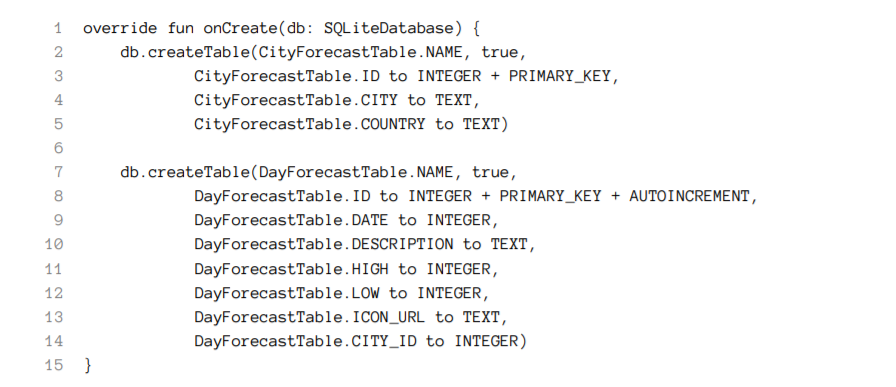 1 override fun onCreate(db: SQLiteDatabase) {
2     db.createTable(CityForecastTable.NAME, true,
3             CityForecastTable.ID to INTEGER + PRIMARY_KEY,
4             CityForecastTable.CITY to TEXT,
5             CityForecastTable.COUNTRY to TEXT)
6
7     db.createTable(DayForecastTable.NAME, true,
8             DayForecastTable.ID to INTEGER + PRIMARY_KEY + AUTOINCREMENT,
9             DayForecastTable.DATE to INTEGER,
10             DayForecastTable.DESCRIPTION to TEXT,
11             DayForecastTable.HIGH to INTEGER,
12             DayForecastTable.LOW to INTEGER,
13             DayForecastTable.ICON_URL to TEXT,
14             DayForecastTable.CITY_ID to INTEGER)
15 }